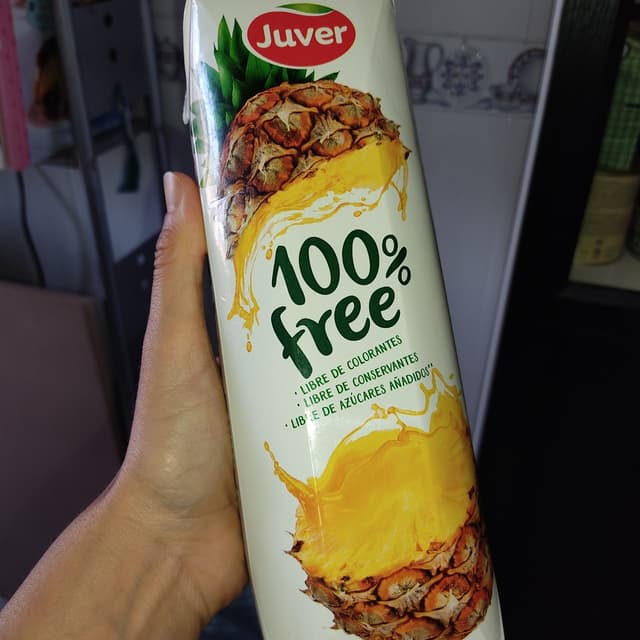 Juver
100%
free
· LIBRE DE COLORANTES
· LIBRE DE CONSERVANTES
· LIBRE DE AZÚCARES AÑADIDOS**